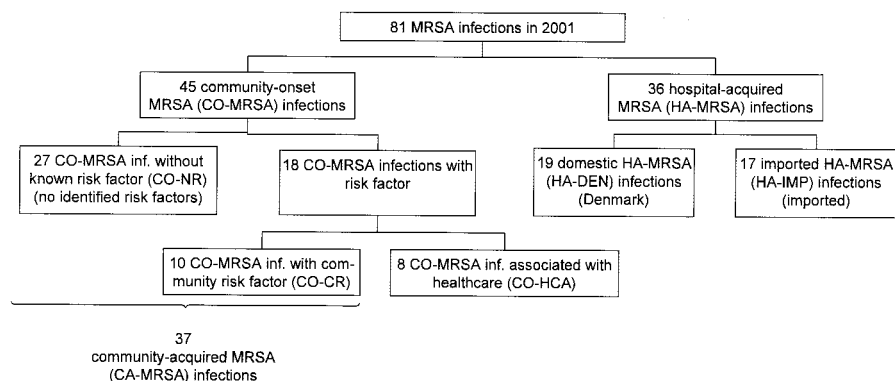 81 MRSA infections in 2001
45 community-onset
MRSA (CO-MRSA) infections
36 hospital-acquired
MRSA (HA-MRSA) infections
27 CO-MRSA inf. without
known risk factor (CO-NR)
(no identified risk factors)
18 CO-MRSA infections with
risk factor
19 domestic HA-MRSA
(HA-DEN) infections
(Denmark)
17 imported HA-MRSA
(HA-IMP) infections
(imported)
10 CO-MRSA inf. with com-
munity risk factor (CO-CR)
8 CO-MRSA inf. associated with
healthcare (CO-HCA)
37
community-acquired MRSA
(CA-MRSA) infections